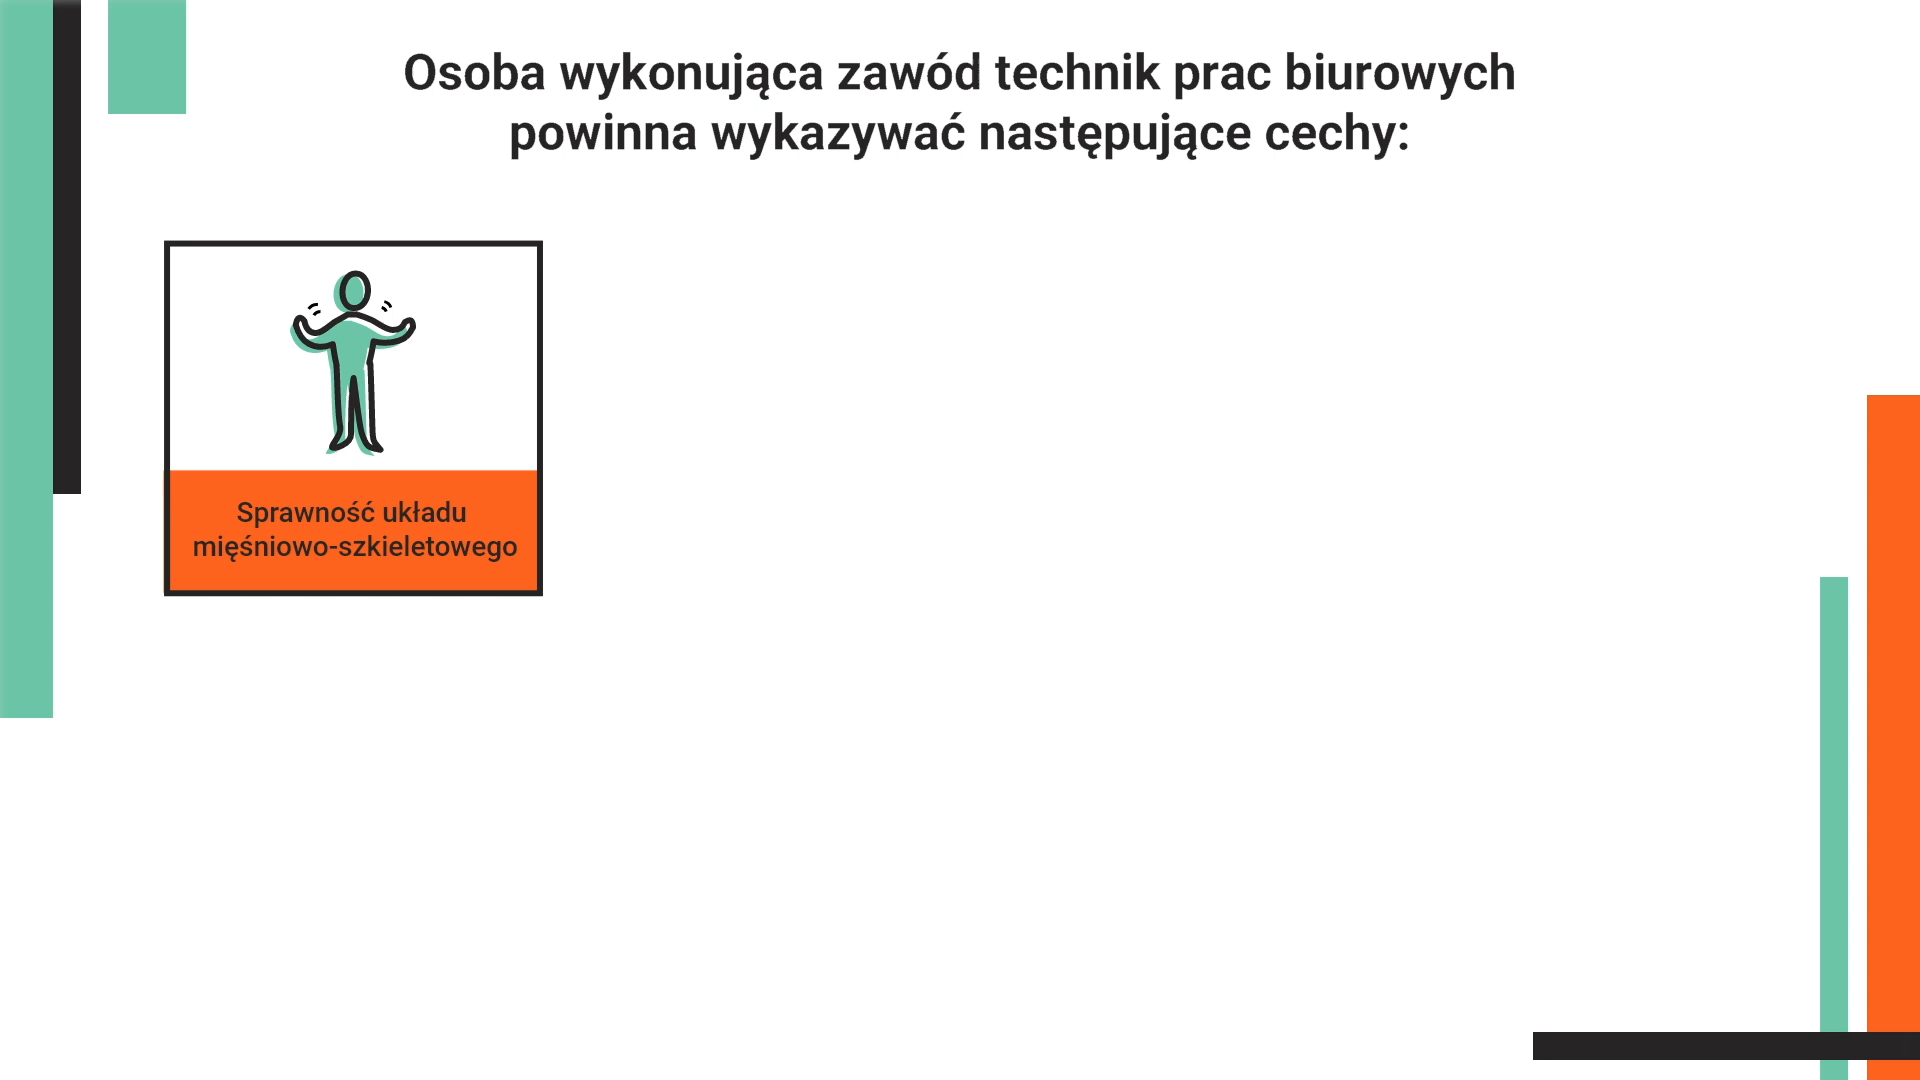 Osoba wykonująca zawód technik prac biurowych
powinna wykazywać następujące cechy:
Sprawność układu
mięśniowo-szkieletowego